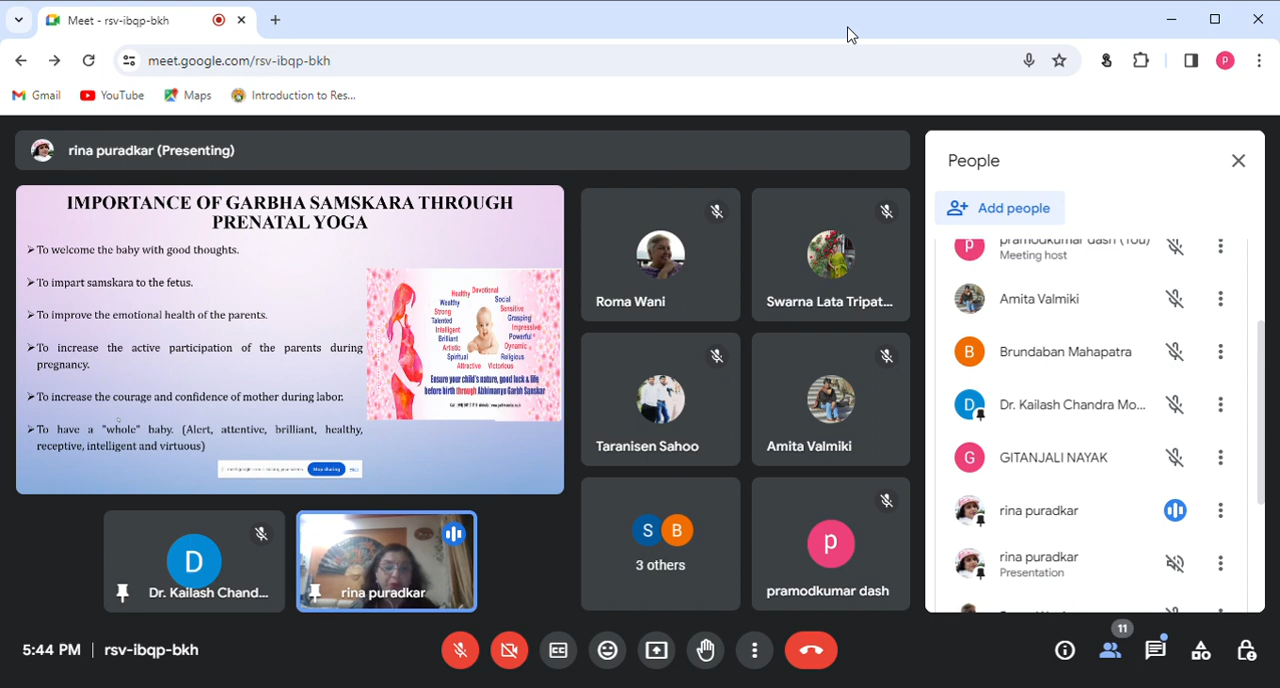 Meet - rsv-ibqp-bkh
meet.google.com/rsv-ibqp-bkh
Gmail
YouTube
Maps
Introduction to Res...
rina puradkar (Presenting)
IMPORTANCE OF GARBHA SAMSKARA THROUGH
PRENATAL YOGA
➢To welcome the baby with good thoughts.
➢To impart samskara to the fetus.
➢To improve the emotional health of the parents.
➢To increase the active participation of the parents during
pregnancy.
➢To increase the courage and confidence of mother during labor.
➢To have a "whole" baby. (Alert, attentive, brilliant, healthy,
receptive, intelligent and virtuous)
Healthy
Devotional
Wealthy
Social
Strong
Sensitive
Talented
Grasping
Intelligent
Impressive
Brilliant
Powerful
Artistic
Dynamic
Spiritual
Religious
Attractive
Victorious
Ensure your child's nature, good luck & life
before birth through Abhimanyu Garbh Sanskar
Stop sharing
Roma Wani
Swarna Lata Tripat...
Taranisen Sahoo
Amita Valmiki
S
B
3 others
p
pramodkumar dash
D
Dr. Kailash Chand...
rina puradkar
People
Add people
p
pramodkumar dash (You)
Meeting host
Amita Valmiki
B
Brundaban Mahapatra
D
Dr. Kailash Chandra Mo...
G
GITANJALI NAYAK
rina puradkar
rina puradkar
Presentation
5:44 PM | rsv-ibqp-bkh
11